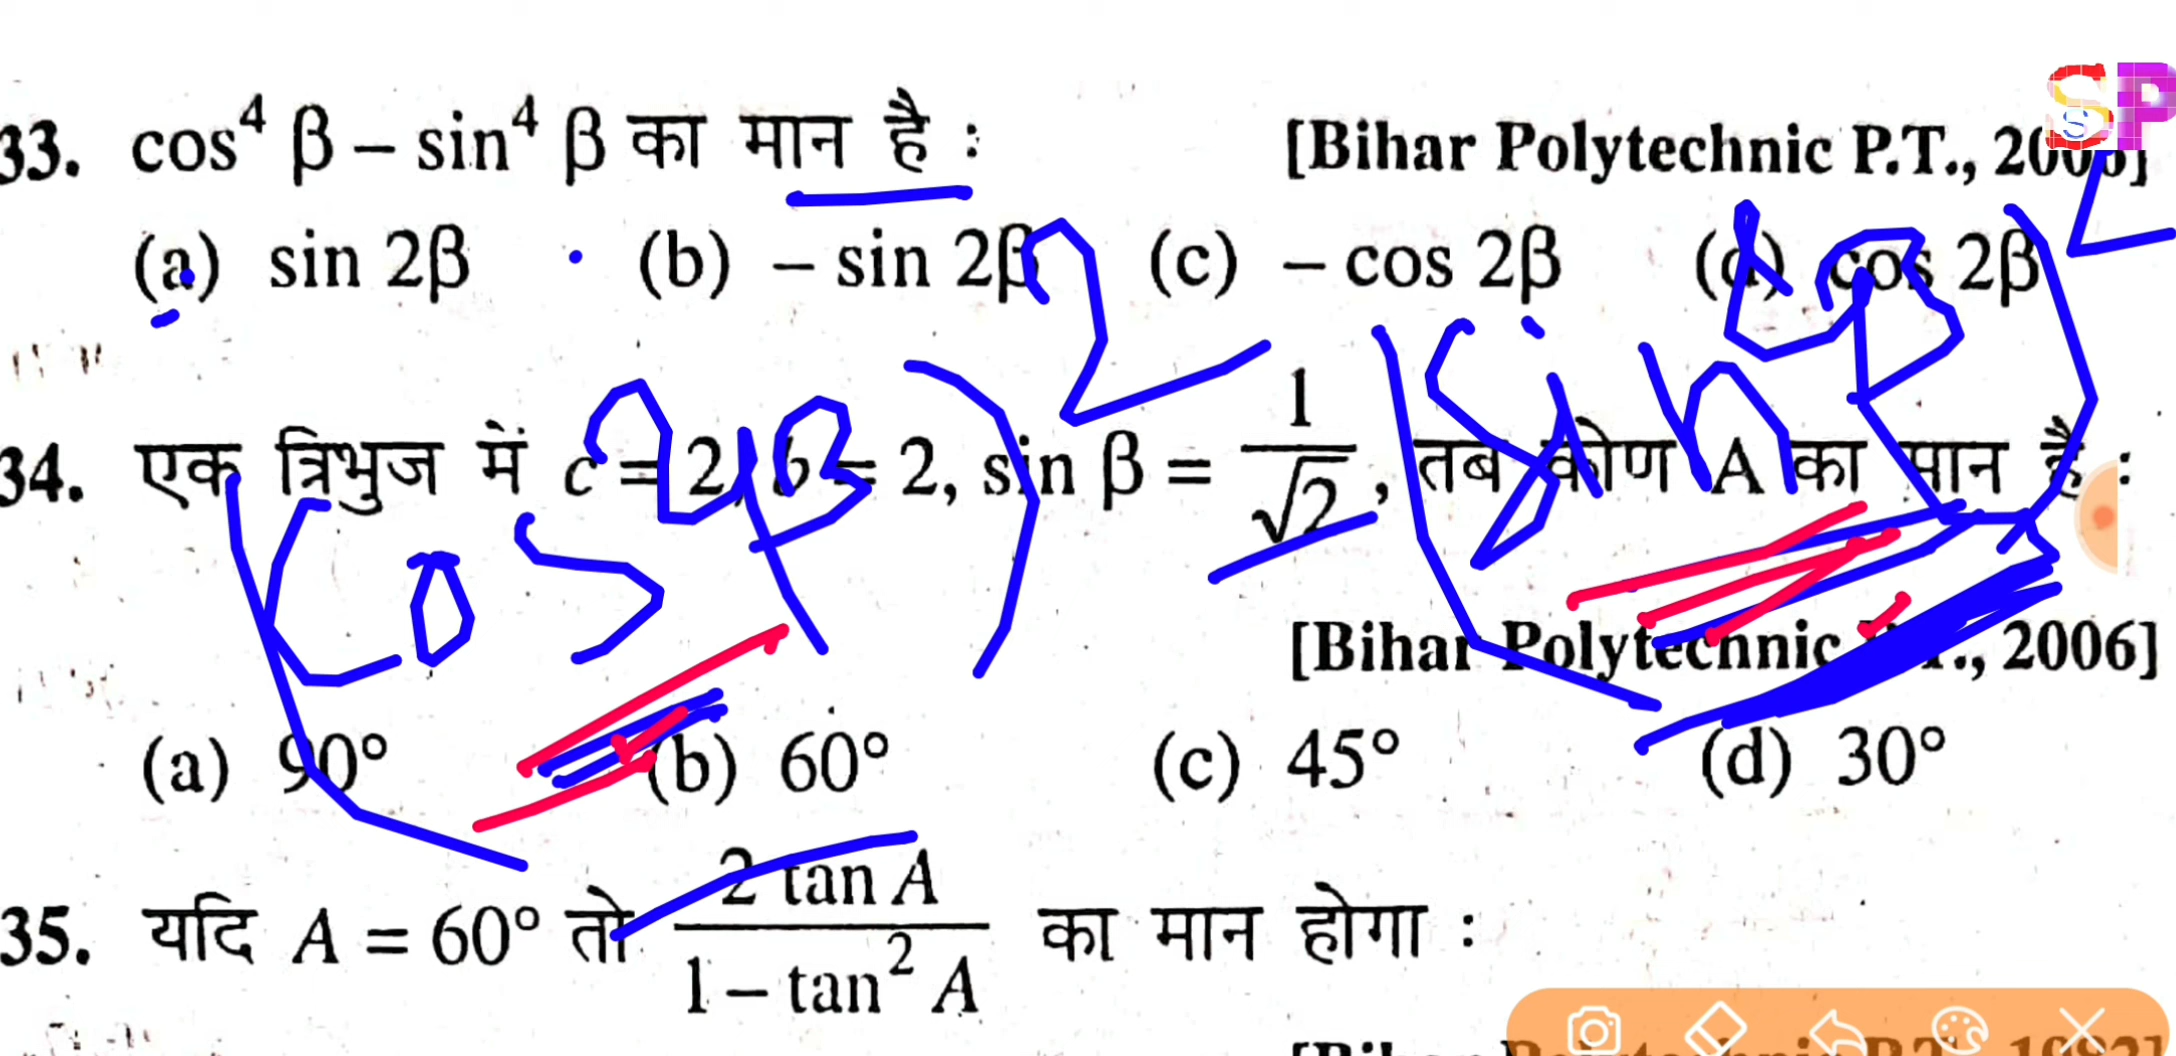 33. cos⁴ β – sin⁴ β का मान है : [Bihar Polytechnic P.T.,
SP
S
(a) sin 2β (b) – sin 2β (c) – cos 2β (d) cos 2β
(cos²β)² (sin²β)²
34. एक त्रिभुज में c = 2, b = 2, sin β = 1/√2, तब कोण A का मान है :
[Bihar Polytechnic 2006]
(a) 90° (b) 60° (c) 45° (d) 30°
35. यदि A = 60° तो 2 tan A / 1 – tan² A का मान होगा :